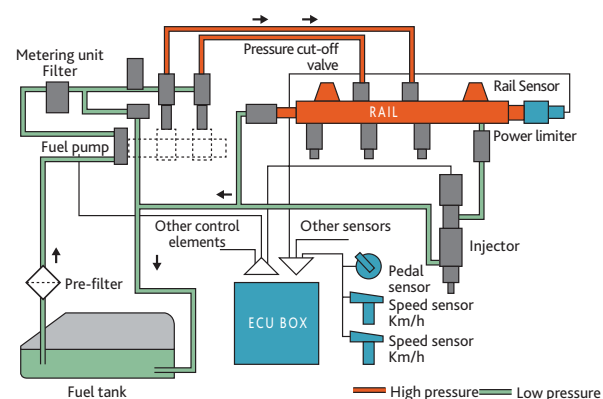 Metering unit
Filter
Pressure cut-off
valve
Rail Sensor
RAIL
Power limiter
Fuel pump
Other control
elements
Other sensors
Injector
Pedal
sensor
Pre-filter
ECU BOX
Speed sensor
Km/h
Speed sensor
Km/h
Fuel tank
High pressure
Low pressure